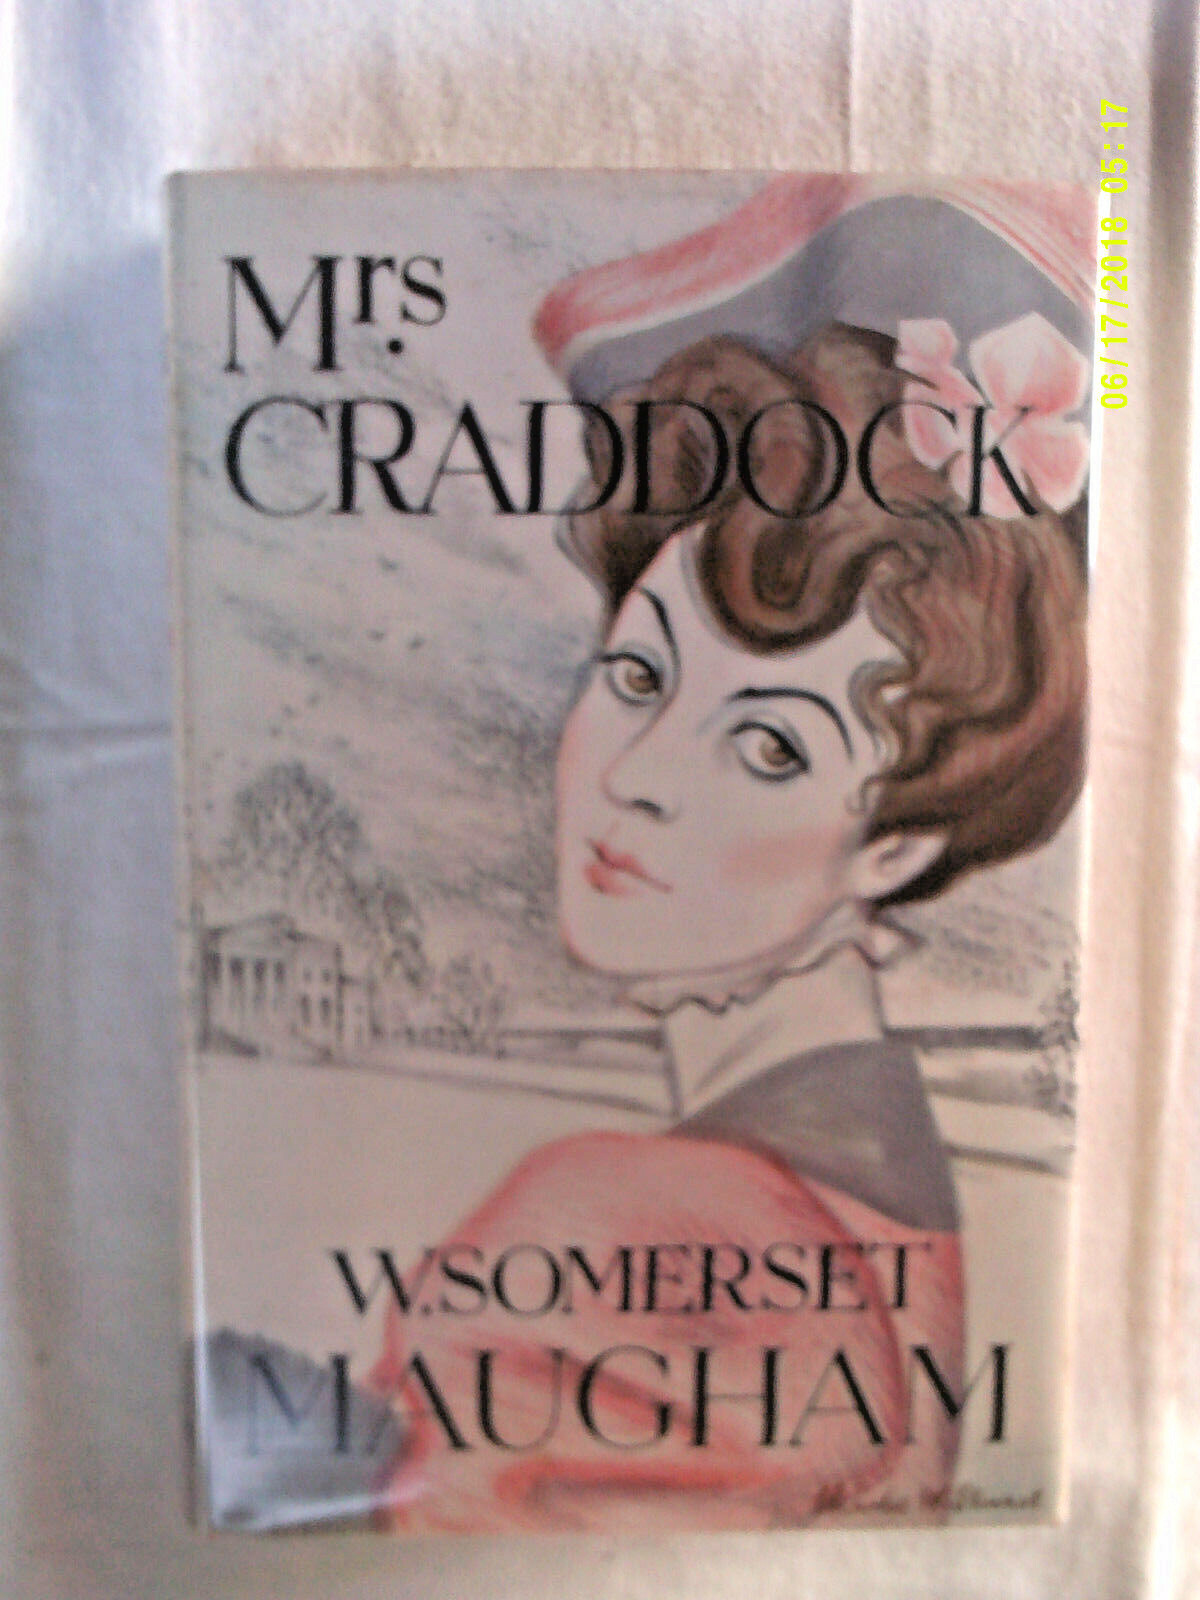 Mrs.
CRADDOCK
W. SOMERSET
MAUGHAM
06/17/2018 05:17